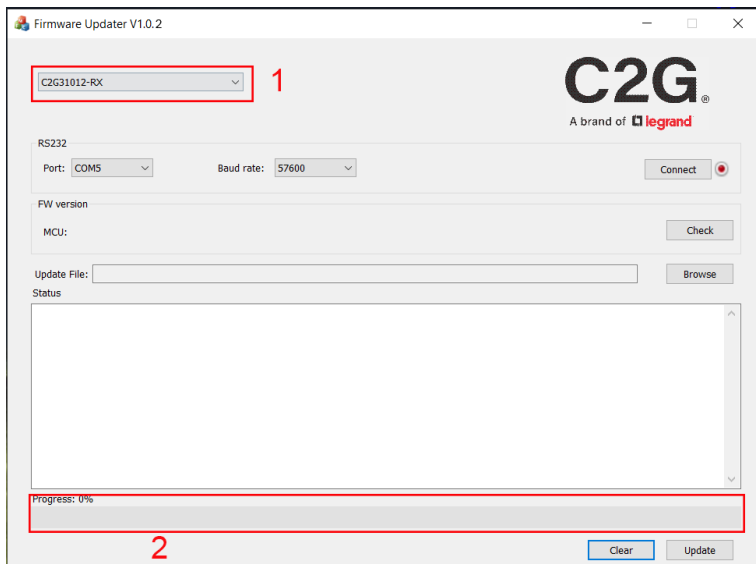 Firmware Updater V1.0.2
C2G31012-RX
1
C2G®
A brand of legrand
RS232
Port: COM5 Baud rate: 57600 Connect
FW version
MCU: Check
Update File: Browse
Status
Progress: 0%
2
Clear Update